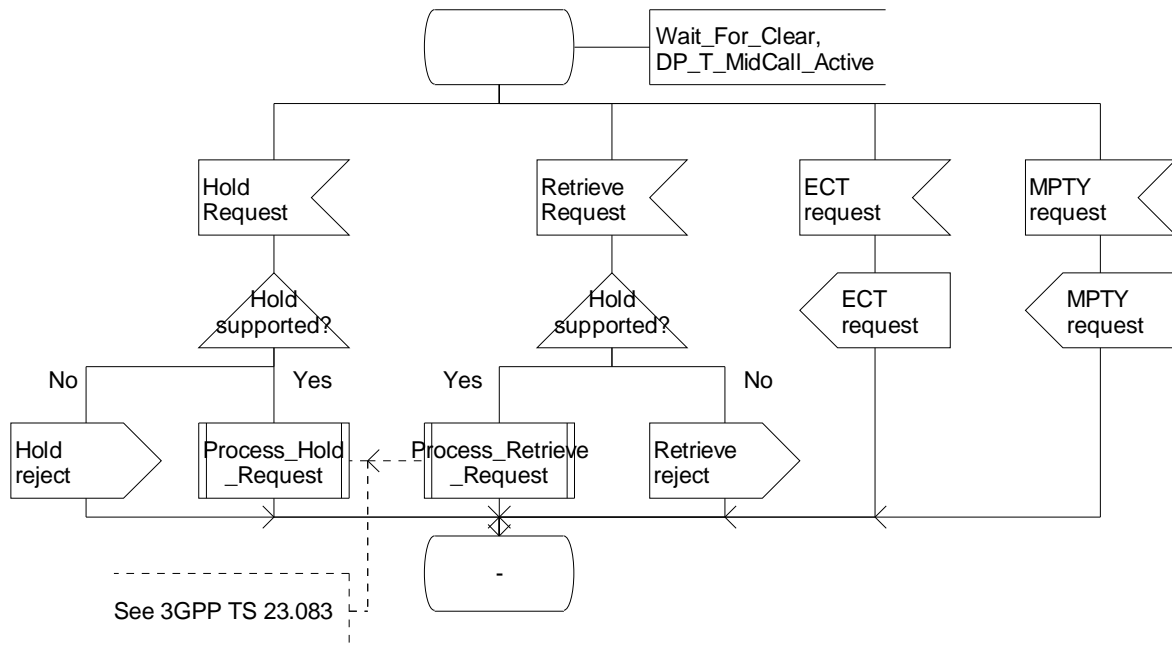 Wait_For_Clear,
DP_T_MidCall_Active
Hold
Request
Retrieve
Request
ECT
request
MPTY
request
Hold
supported?
Hold
supported?
ECT
request
MPTY
request
No
Yes
Yes
No
Hold
reject
Process_Hold
_Request
Process_Retrieve
_Request
Retrieve
reject
-
See 3GPP TS 23.083